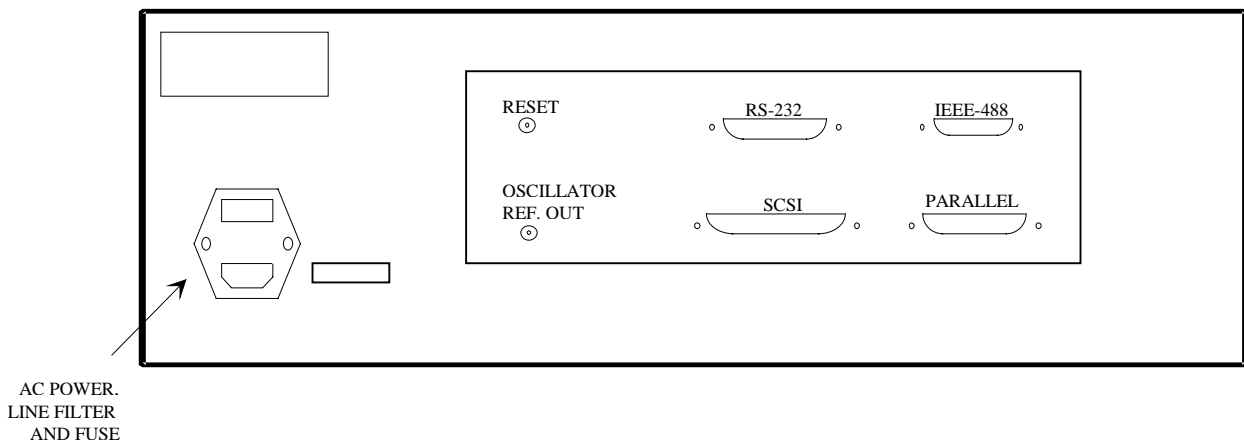 RESET
RS-232
IEEE-488
OSCILLATOR
REF. OUT
SCSI
PARALLEL
AC POWER.
LINE FILTER
AND FUSE